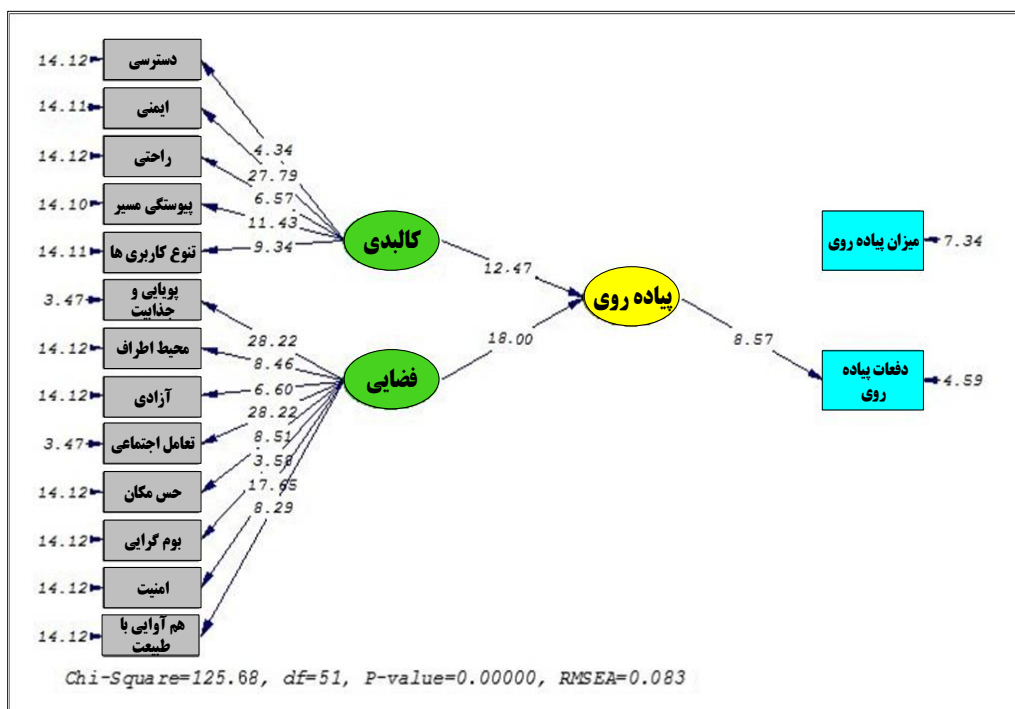 14.12
دسترسی
14.11
ایمنی
14.12
راحتی
14.10
پیوستگی مسیر
14.11
تنوع کاربری ها
3.47
پویایی و
جذابیت
14.12
محیط اطراف
14.12
آزادی
3.47
تعامل اجتماعی
14.12
حس مکان
14.12
بوم گرایی
14.12
امنیت
14.12
هم آوایی با
طبیعت
4.34
27.79
6.57
11.43
9.34
28.22
8.46
6.60
28.22
8.51
3.58
17.65
8.29
کالبدی
فضایی
12.47
18.00
پیاده روی
8.57
میزان پیاده روی
7.34
دفعات پیاده
روی
4.59
Chi-Square=125.68, df=51, P-value=0.00000, RMSEA=0.083